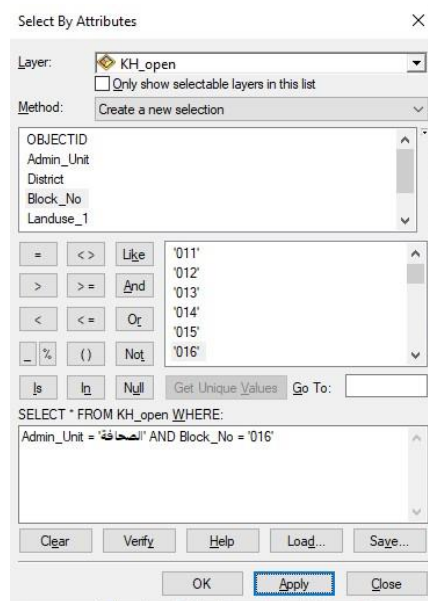 Select By Attributes
Layer: KH_open
Only show selectable layers in this list
Method: Create a new selection
OBJECTID
Admin_Unit
District
Block_No
Landuse_1
= < > Like
> > = And
< < = Or
_ % () Not
Is In Null
'011'
'012'
'013'
'014'
'015'
'016'
Get Unique Values Go To:
SELECT * FROM KH_open WHERE:
Admin_Unit = 'الصحافة' AND Block_No = '016'
Clear Verify Help Load... Save...
OK Apply Close